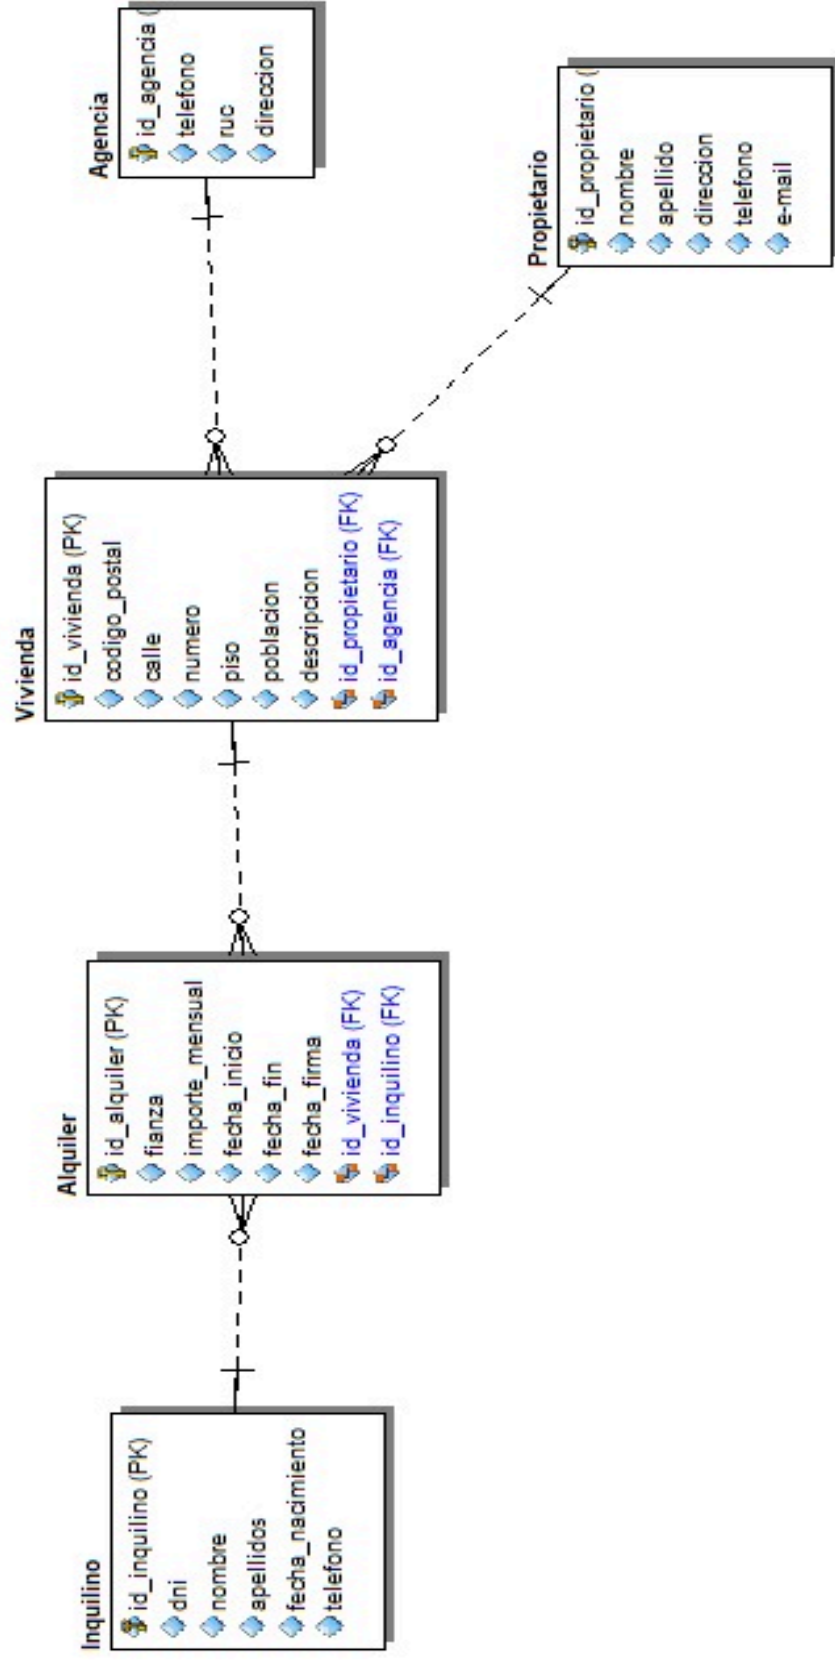 Inquilino
id_inquilino (PK)
dni
nombre
apellidos
fecha_nacimiento
telefono
Alquiler
id_alquiler (PK)
fianza
importe_mensual
fecha_inicio
fecha_fin
fecha_firma
id_vivienda (FK)
id_inquilino (FK)
Vivienda
id_vivienda (PK)
codigo_postal
calle
numero
piso
poblacion
descripcion
id_propietario (FK)
id_agencia (FK)
Agencia
id_agencia (
telefono
ruc
direccion
Propietario
id_propietario (
nombre
apellido
direccion
telefono
e-mail